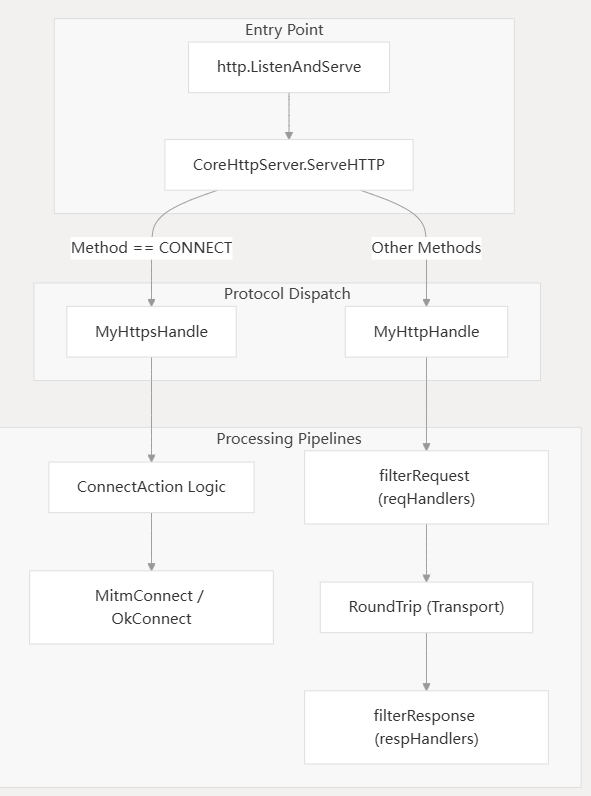 Entry Point
http.ListenAndServe
CoreHttpServer.ServeHTTP
Method == CONNECT
Other Methods
Protocol Dispatch
MyHttpsHandle
MyHttpHandle
Processing Pipelines
ConnectAction Logic
filterRequest
(reqHandlers)
MitmConnect /
OkConnect
RoundTrip (Transport)
filterResponse
(respHandlers)